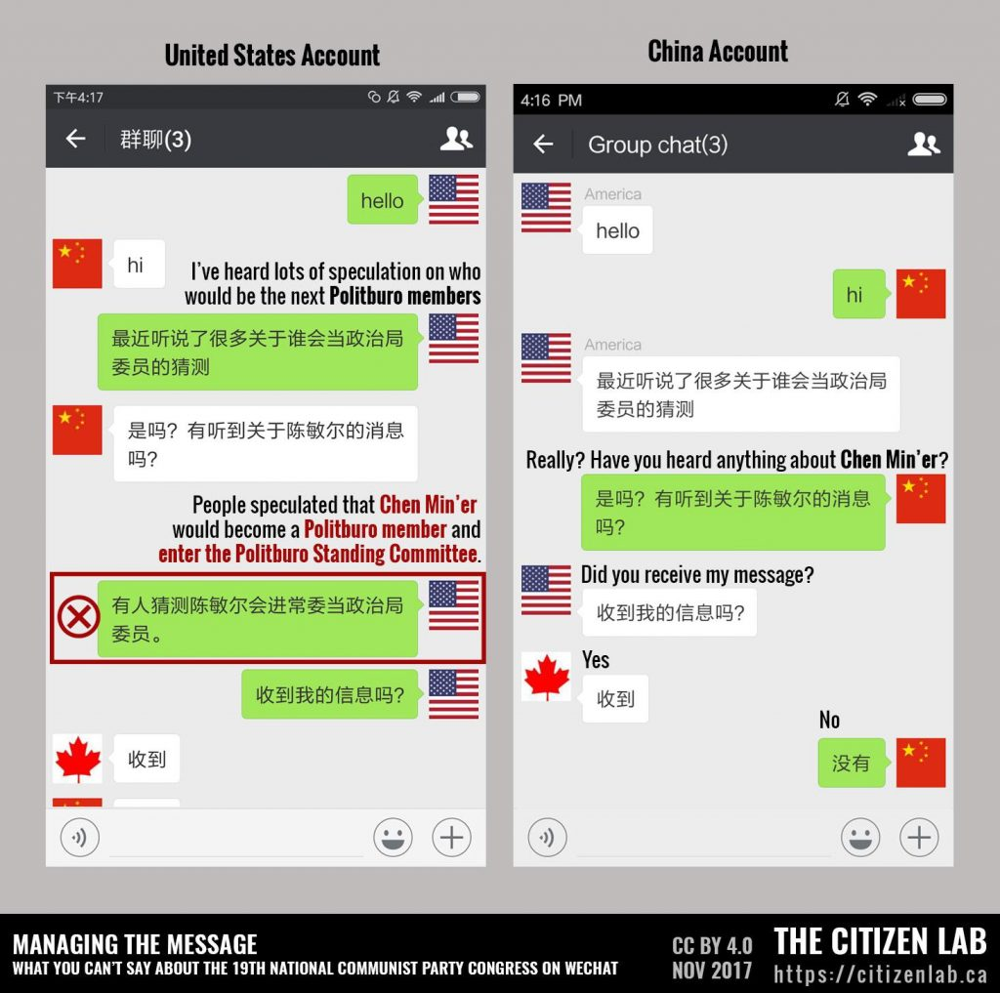 United States Account
下午4:17
群聊(3)
hello
hi
I've heard lots of speculation on who
would be the next Politburo members
最近听说了很多关于谁会当政治局
委员的猜测
是吗？有听到关于陈敏尔的消息
吗？
People speculated that Chen Min'er
would become a Politburo member and
enter the Politburo Standing Committee.
有人猜测陈敏尔会进常委当政治局
委员。
收到我的信息吗?
收到
China Account
4:16 PM
Group chat(3)
America
hello
hi
America
最近听说了很多关于谁会当政治局
委员的猜测
Really? Have you heard anything about Chen Min'er?
是吗？有听到关于陈敏尔的消息
吗？
Did you receive my message?
收到我的信息吗?
Yes
收到
No
没有
MANAGING THE MESSAGE
WHAT YOU CAN'T SAY ABOUT THE 19TH NATIONAL COMMUNIST PARTY CONGRESS ON WECHAT
CC BY 4.0
NOV 2017
THE CITIZEN LAB
https://citizenlab.ca